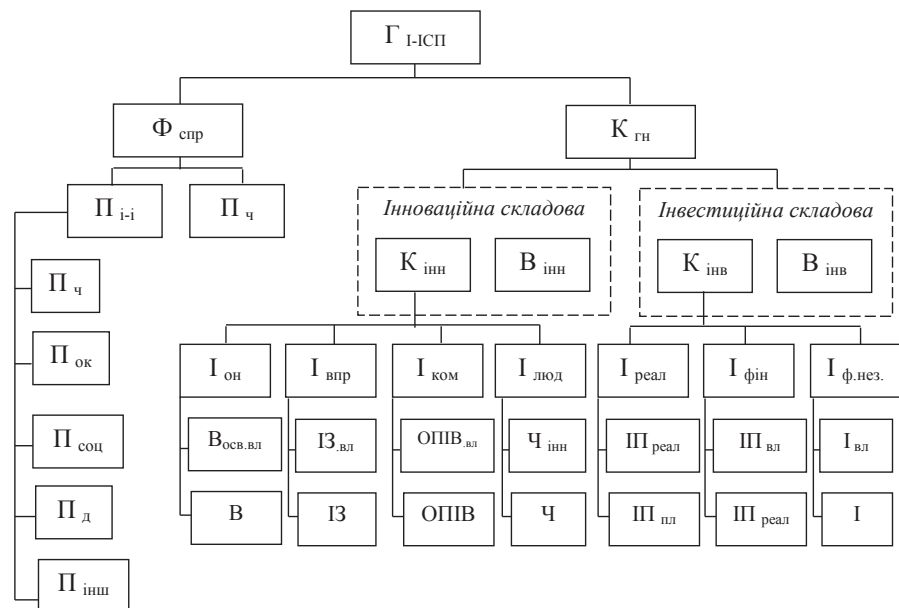 Г І-ІСП
Ф спр
К гн
П і-і
П ч
Інноваційна складова
К інн
В інн
Інвестиційна складова
К інв
В інв
П ч
П ок
П соц
П д
П інш
І он
І впр
І ком
І люд
І реал
І фін
І ф.нез.
Восв.вл
ІЗ.вл
ОПІВ.вл
Ч інн
ІП реал
ІП вл
І вл
В
ІЗ
ОПІВ
Ч
ІП пл
ІП реал
І